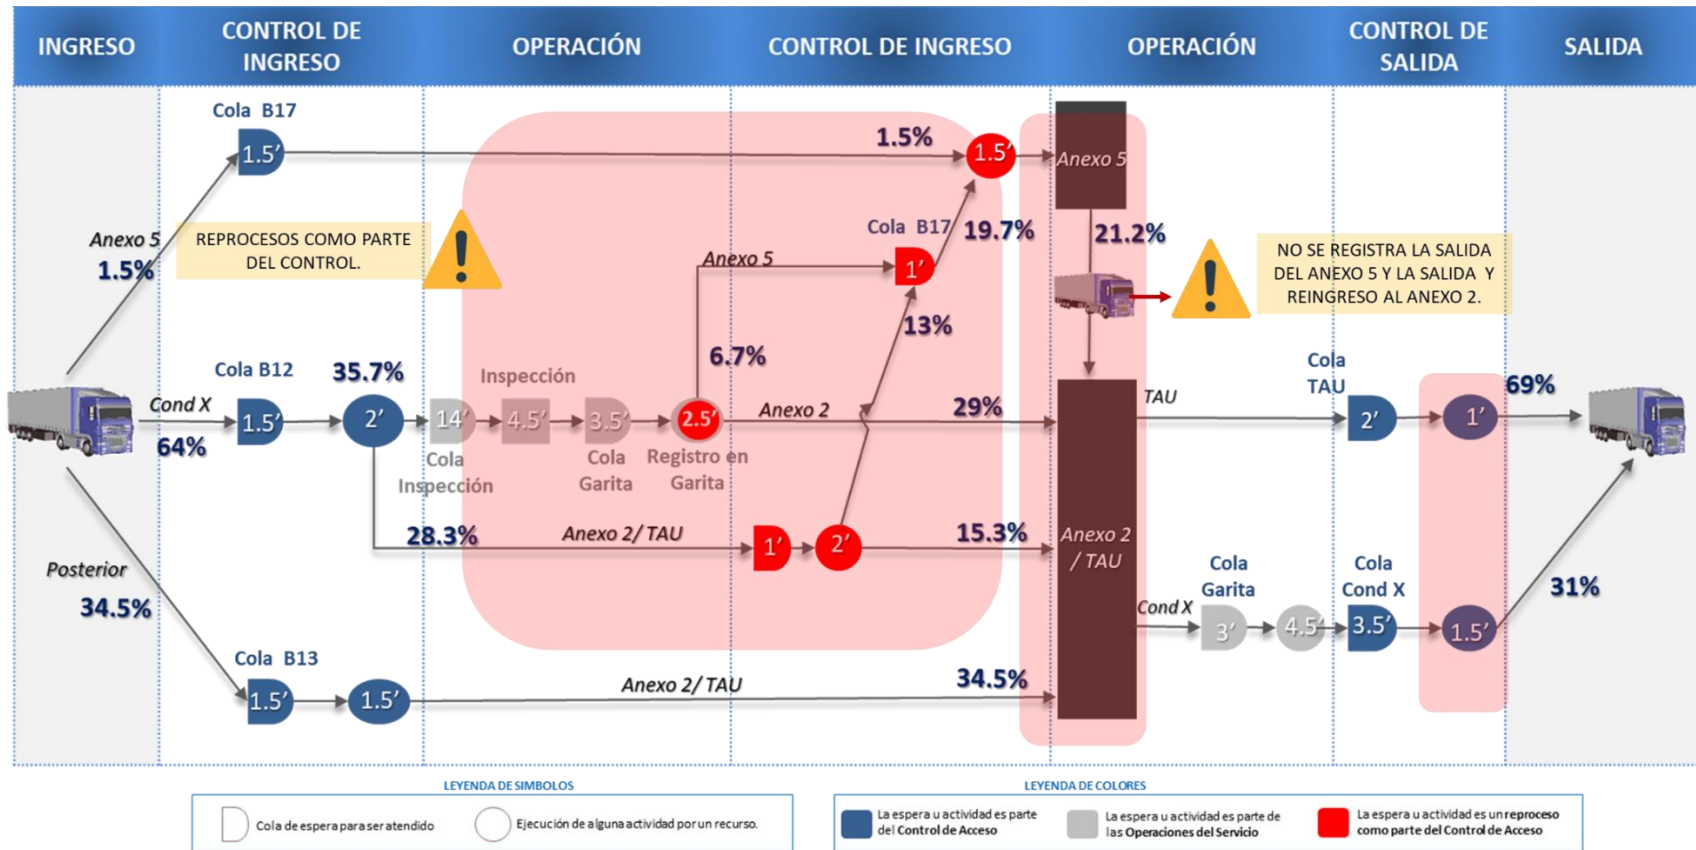 INGRESO
CONTROL DE
INGRESO
OPERACIÓN
CONTROL DE INGRESO
OPERACIÓN
CONTROL DE
SALIDA
SALIDA
Cola B17
1.5’
1.5%
1.5’
Anexo 5
Anexo 5
1.5%
REPROCESOS COMO PARTE
DEL CONTROL.
Cola B17
19.7%
21.2%
Anexo 5
1’
13%
NO SE REGISTRA LA SALIDA
DEL ANEXO 5 Y LA SALIDA Y
REINGRESO AL ANEXO 2.
Cola B12
35.7%
Inspección
6.7%
Cola
TAU
Cond X
64%
1.5’
2’
14’
4.5’
3.5’
2.5’
Anexo 2
29%
TAU
2’
1’
69%
Cola
Inspección
Cola
Garita
Registro en
Garita
28.3%
Anexo 2/ TAU
1’
2’
15.3%
Anexo 2
/ TAU
Posterior
34.5%
Cola
Garita
Cola
Cond X
31%
Cond X
3’
4.5’
3.5’
1.5’
Cola B13
1.5’
1.5’
Anexo 2/ TAU
34.5%
LEYENDA DE SIMBOLOS
Cola de espera para ser atendido
Ejecución de alguna actividad por un recurso.
LEYENDA DE COLORES
La espera u actividad es parte
del Control de Acceso
La espera u actividad es parte de
las Operaciones del Servicio
La espera u actividad es un reproceso
como parte del Control de Acceso